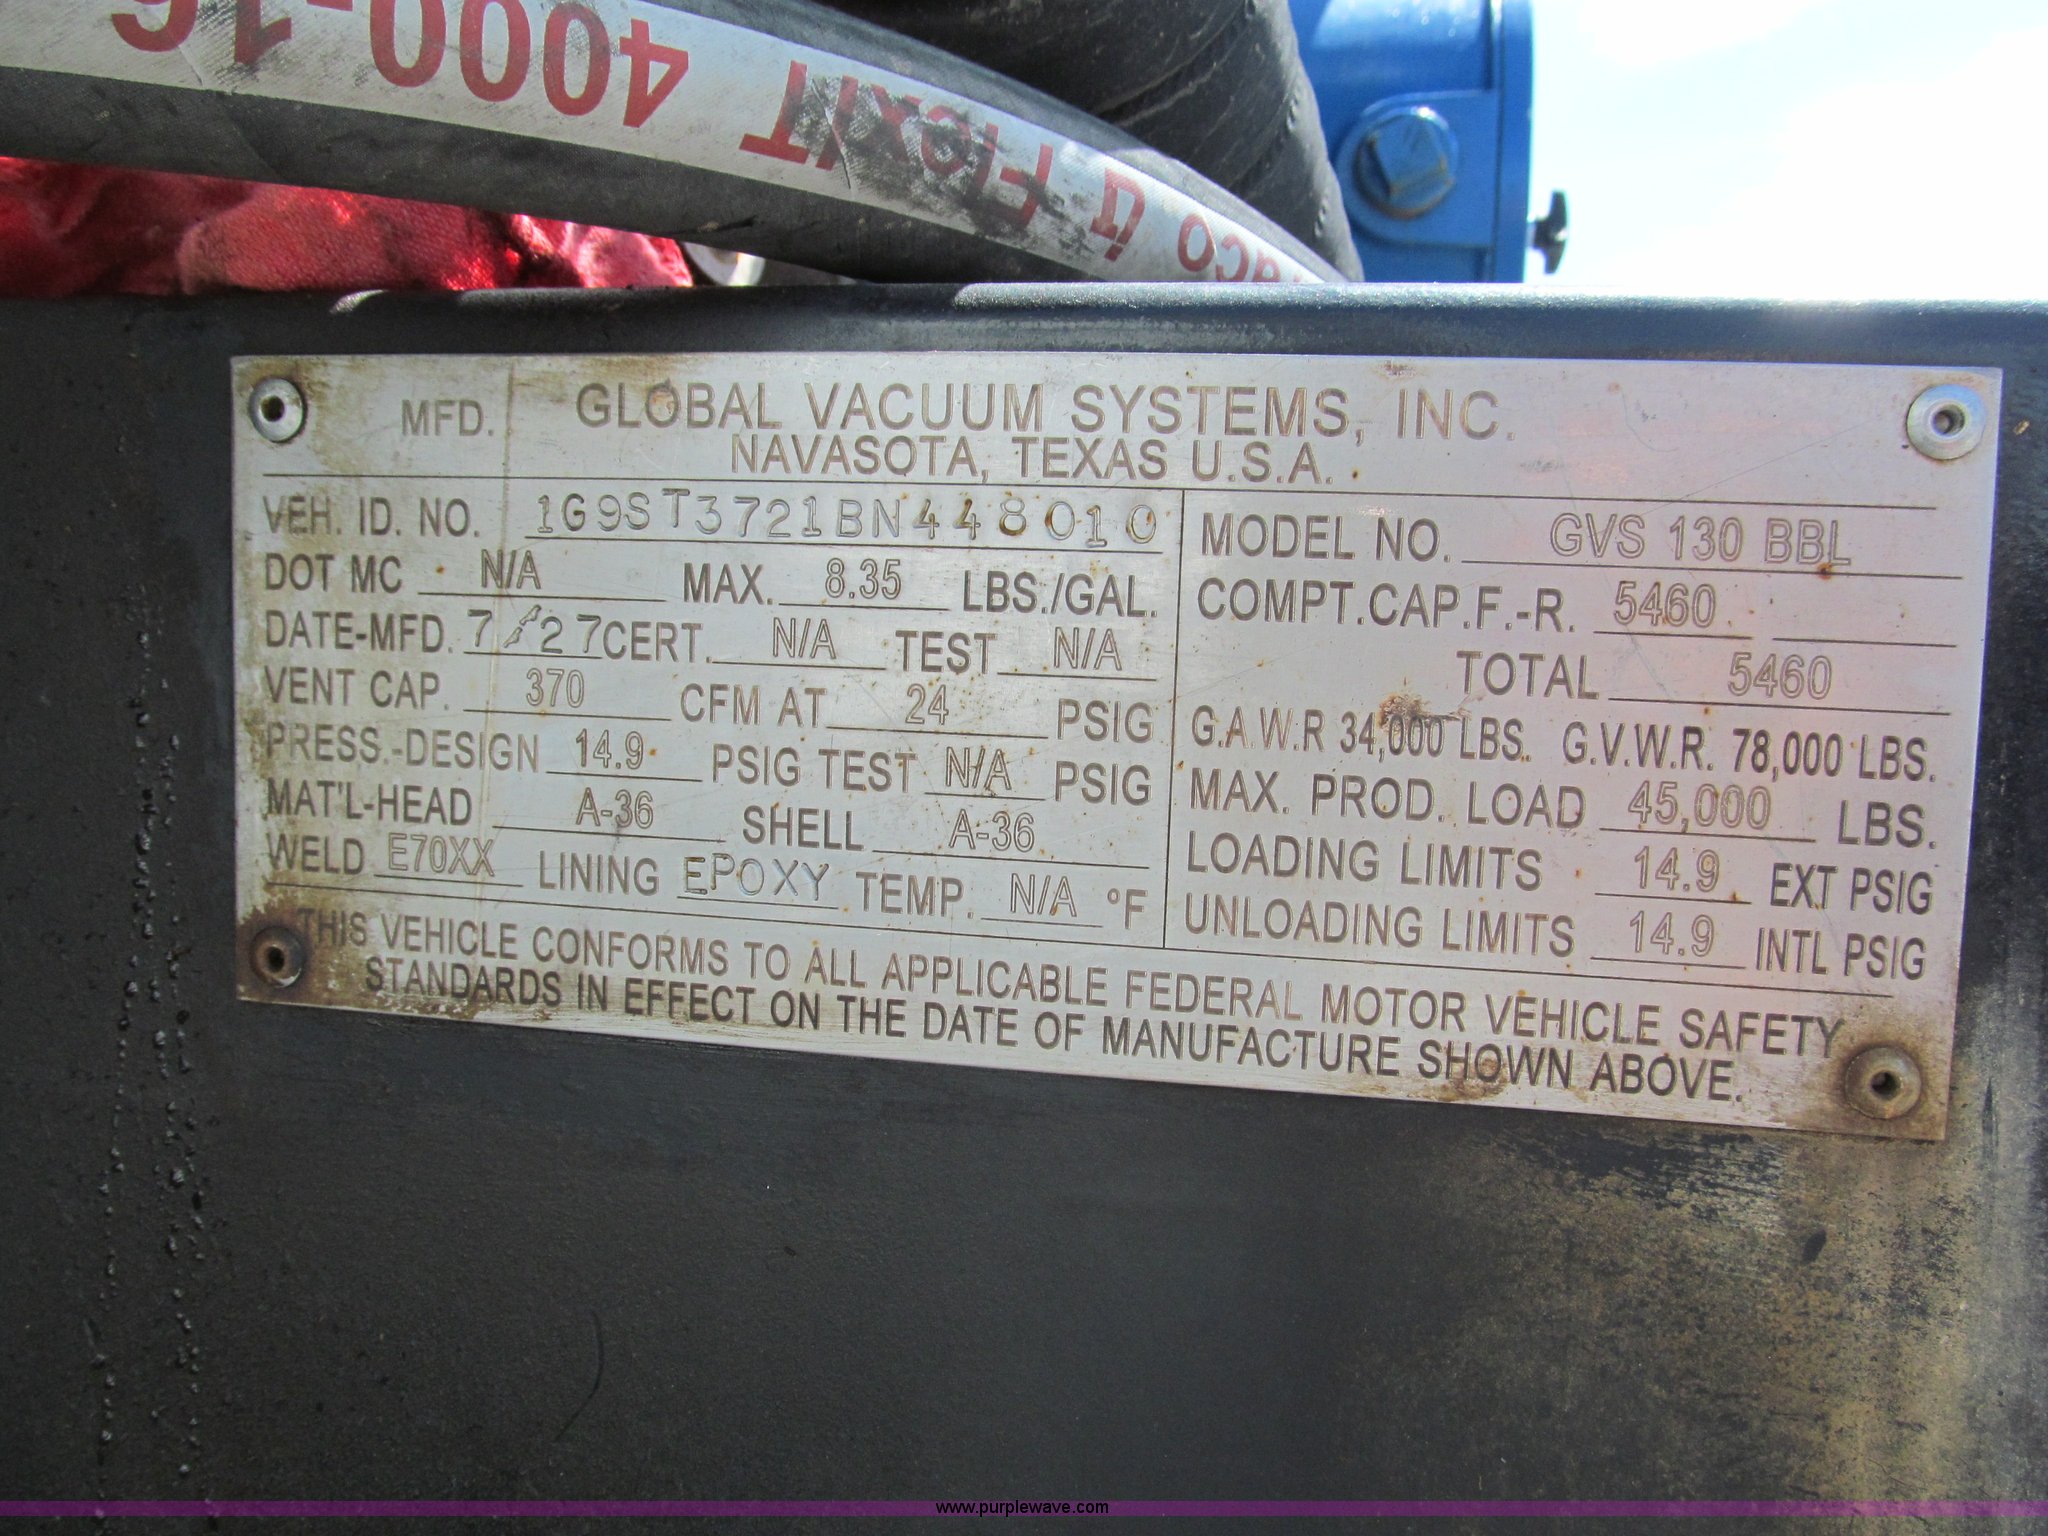 4000-16
Flexit
MFD. GLOBAL VACUUM SYSTEMS, INC.
NAVASOTA, TEXAS U.S.A.
VEH. ID. NO. 1G9ST3721BN448010
DOT MC N/A MAX. 8.35 LBS./GAL.
DATE-MFD. 7/27 CERT. N/A TEST N/A
VENT CAP. 370 CFM AT 24 PSIG
PRESS.-DESIGN 14.9 PSIG TEST N/A PSIG
MAT'L-HEAD A-36 SHELL A-36
WELD E70XX LINING EPOXY TEMP. N/A °F
MODEL NO. GVS 130 BBL
COMPT.CAP.F.-R. 5460
TOTAL 5460
G.A.W.R 34,000 LBS. G.V.W.R. 78,000 LBS.
MAX. PROD. LOAD 45,000 LBS.
LOADING LIMITS 14.9 EXT PSIG
UNLOADING LIMITS 14.9 INTL PSIG
THIS VEHICLE CONFORMS TO ALL APPLICABLE FEDERAL MOTOR VEHICLE SAFETY
STANDARDS IN EFFECT ON THE DATE OF MANUFACTURE SHOWN ABOVE.
www.purplewave.com